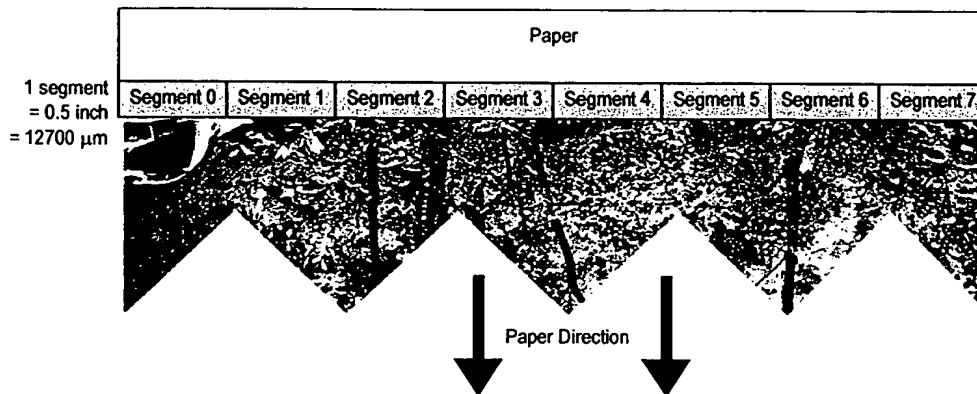 Paper
1 segment
= 0.5 inch
= 12700 μm
Segment 0 Segment 1 Segment 2 Segment 3 Segment 4 Segment 5 Segment 6 Segment 7
Paper Direction